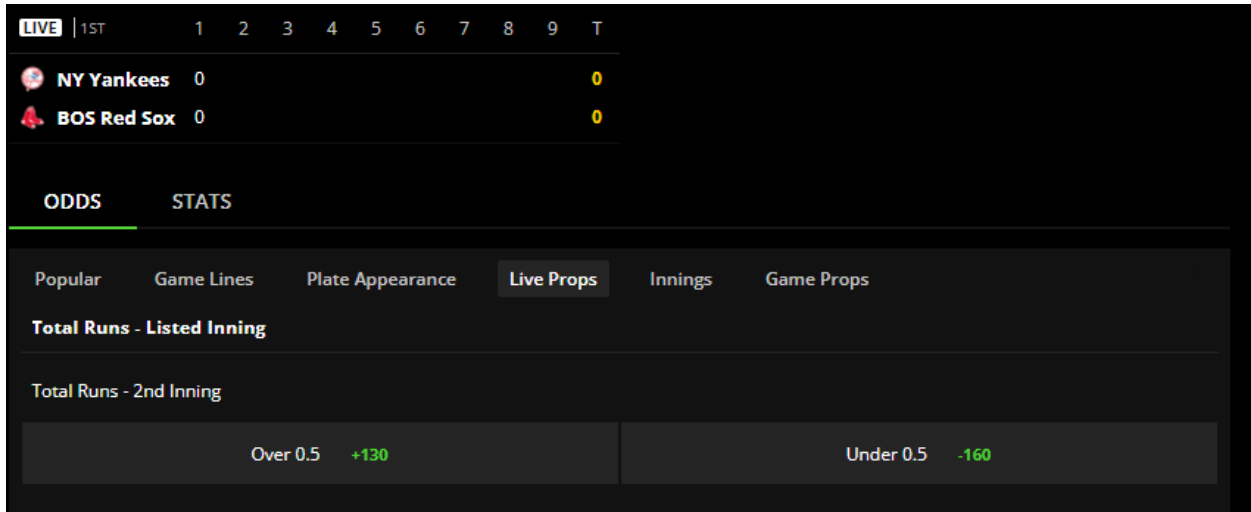 LIVE | 1ST 1 2 3 4 5 6 7 8 9 T
NY Yankees 0 0
BOS Red Sox 0 0
ODDS STATS
Popular Game Lines Plate Appearance Live Props Innings Game Props
Total Runs - Listed Inning
Total Runs - 2nd Inning
Over 0.5 +130 Under 0.5 -160